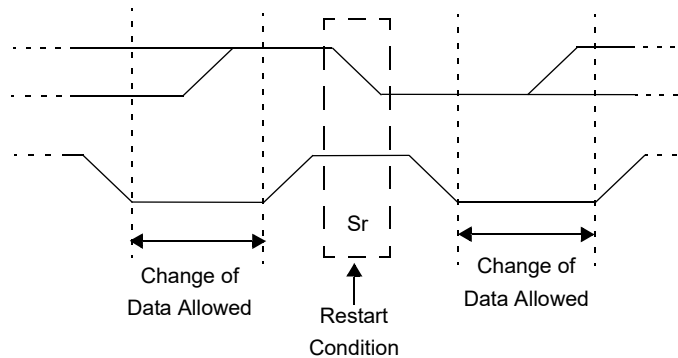 Sr
Change of
Data Allowed
Restart
Condition
Change of
Data Allowed